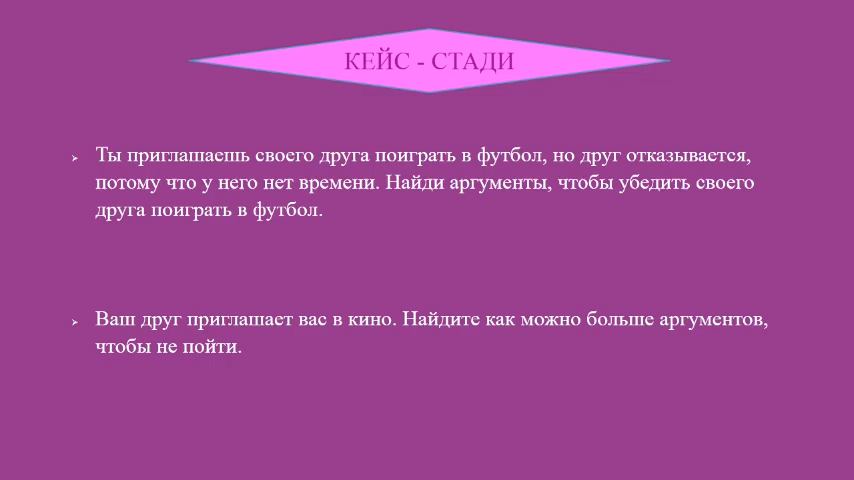 КЕЙС - СТАДИ
Ты приглашаешь своего друга поиграть в футбол, но друг отказывается,
потому что у него нет времени. Найди аргументы, чтобы убедить своего
друга поиграть в футбол.
Ваш друг приглашает вас в кино. Найдите как можно больше аргументов,
чтобы не пойти.